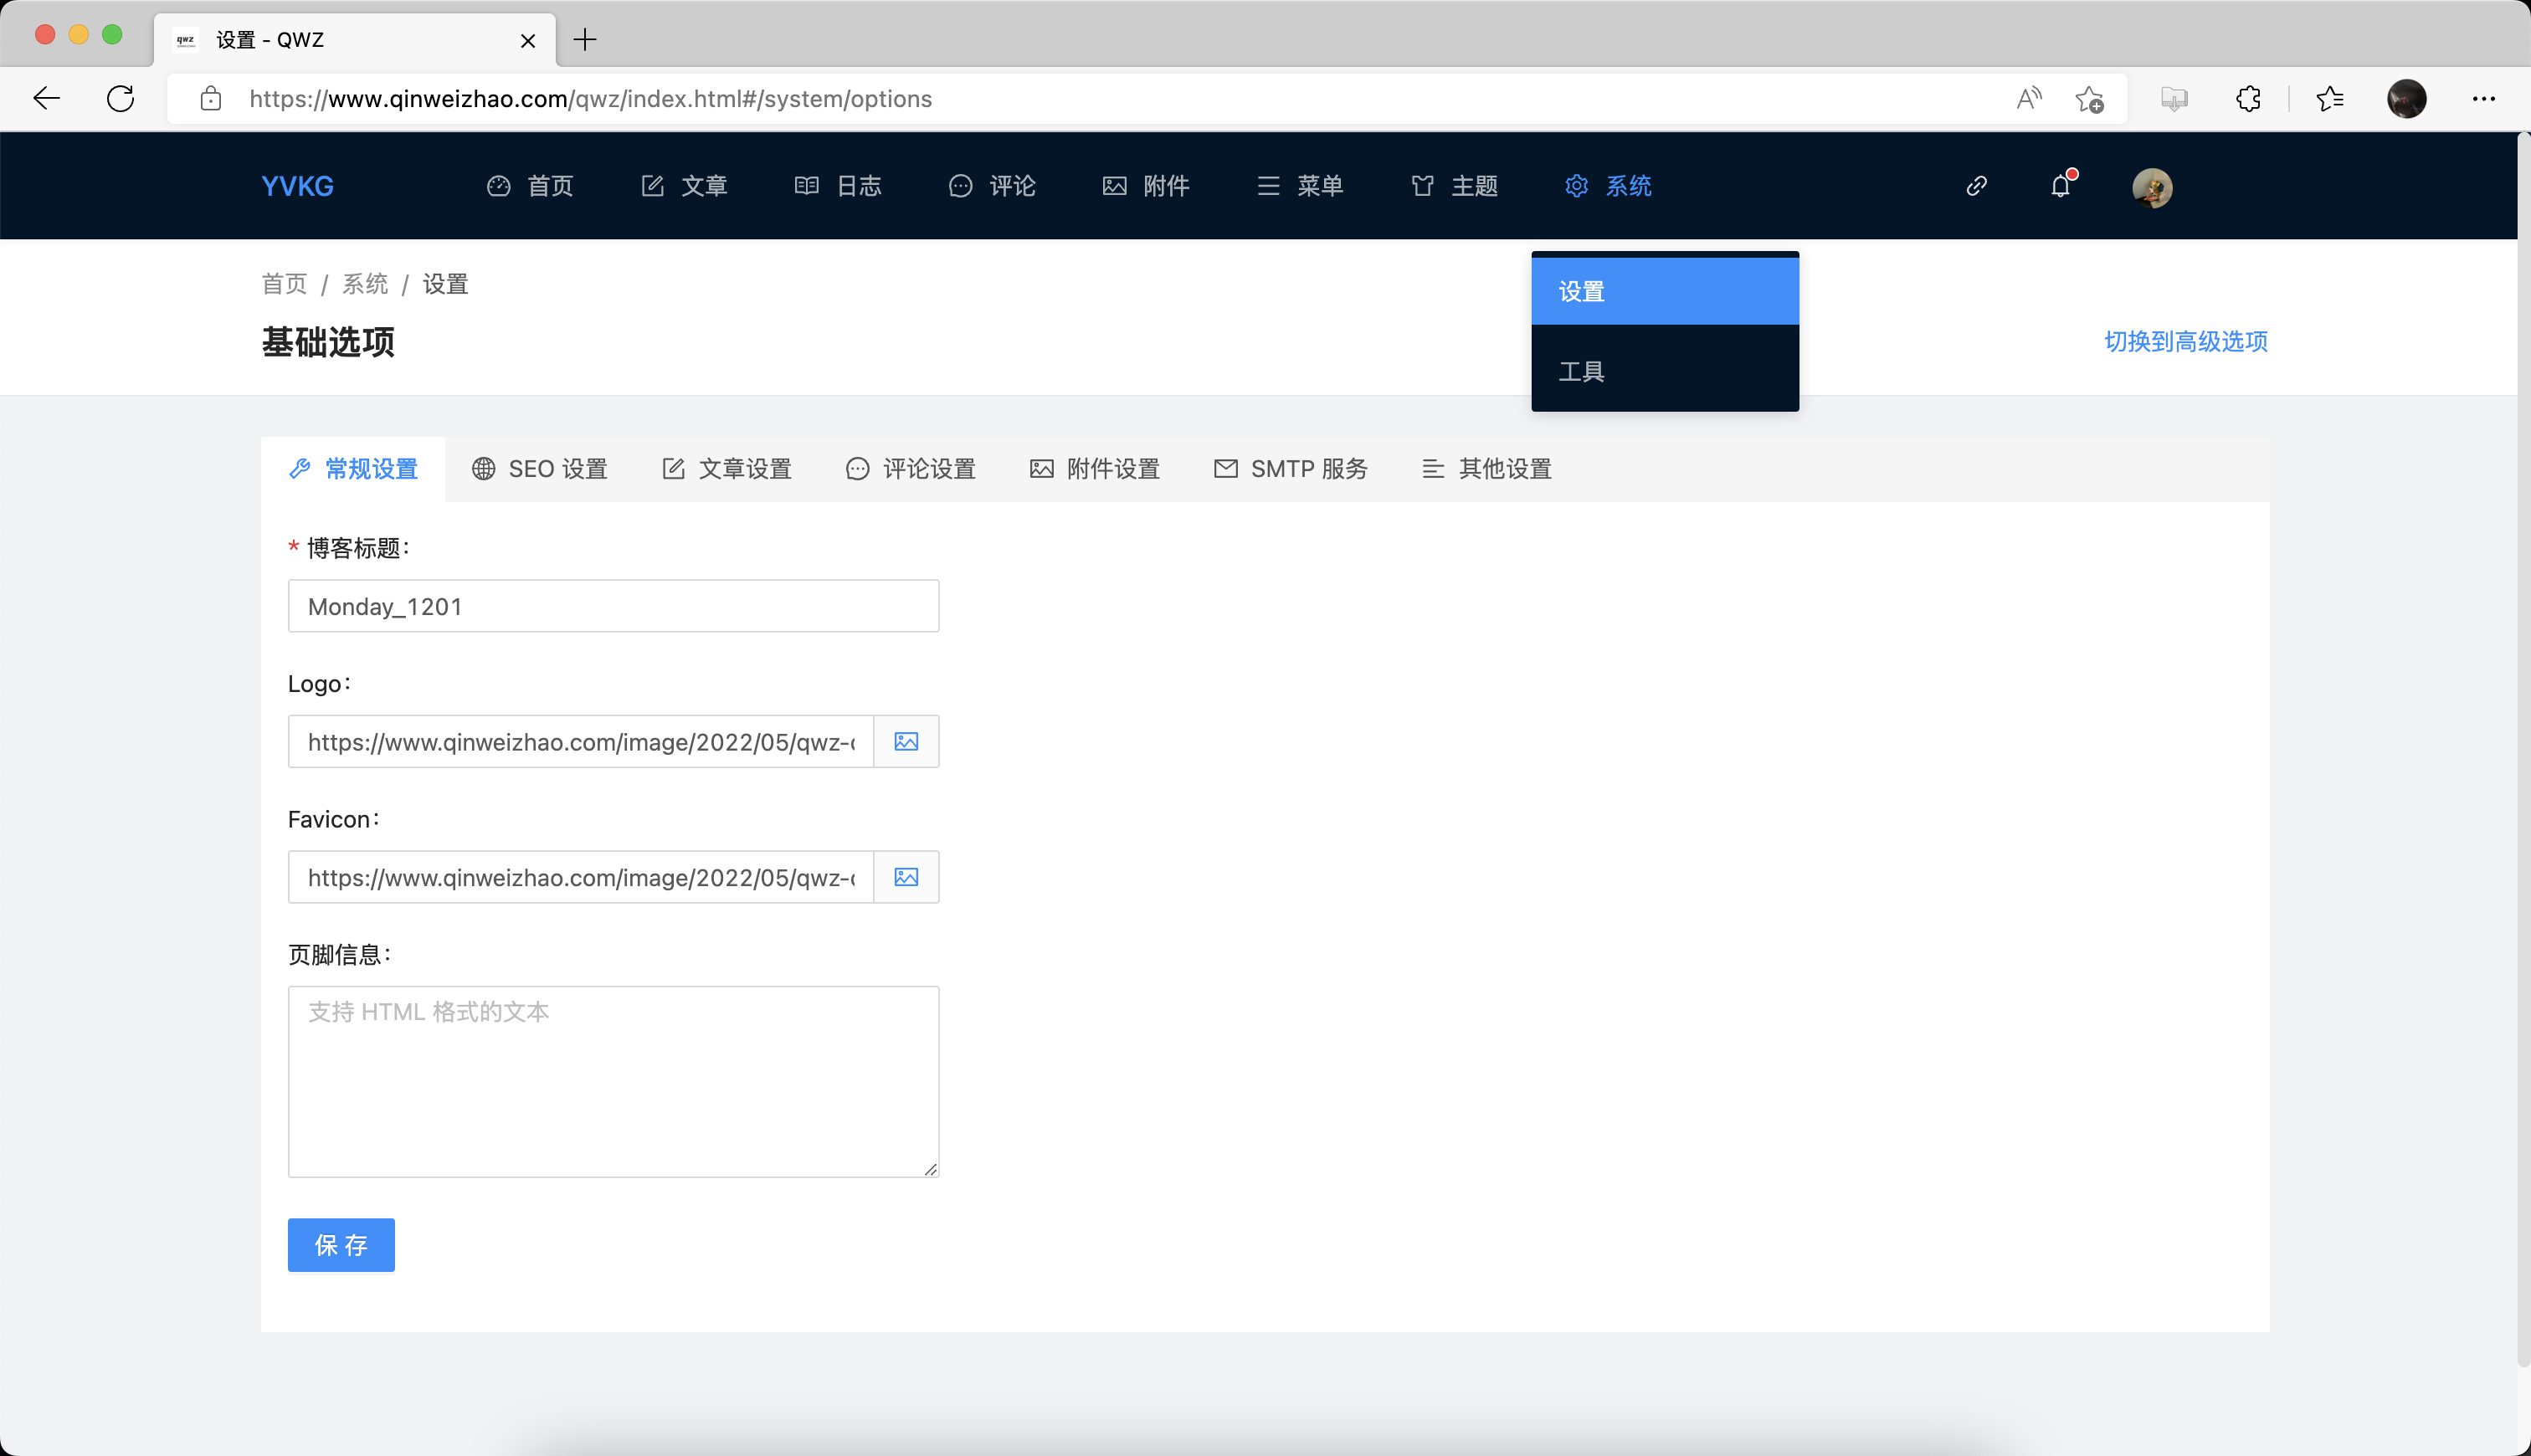 qwz 设置 - QWZ
https://www.qinweizhao.com/qwz/index.html#/system/options
YVKG 首页 文章 日志 评论 附件 菜单 主题 系统
首页 / 系统 / 设置
设置
基础选项
切换到高级选项
工具
常规设置 SEO 设置 文章设置 评论设置 附件设置 SMTP 服务 其他设置
* 博客标题：
Monday_1201
Logo：
https://www.qinweizhao.com/image/2022/05/qwz-
Favicon：
https://www.qinweizhao.com/image/2022/05/qwz-
页脚信息：
支持 HTML 格式的文本
保 存